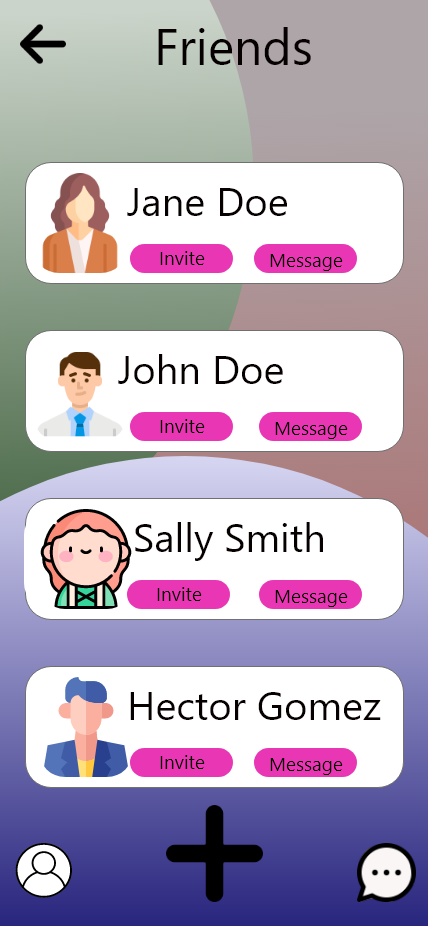 Friends
Jane Doe
Invite Message
John Doe
Invite Message
Sally Smith
Invite Message
Hector Gomez
Invite Message